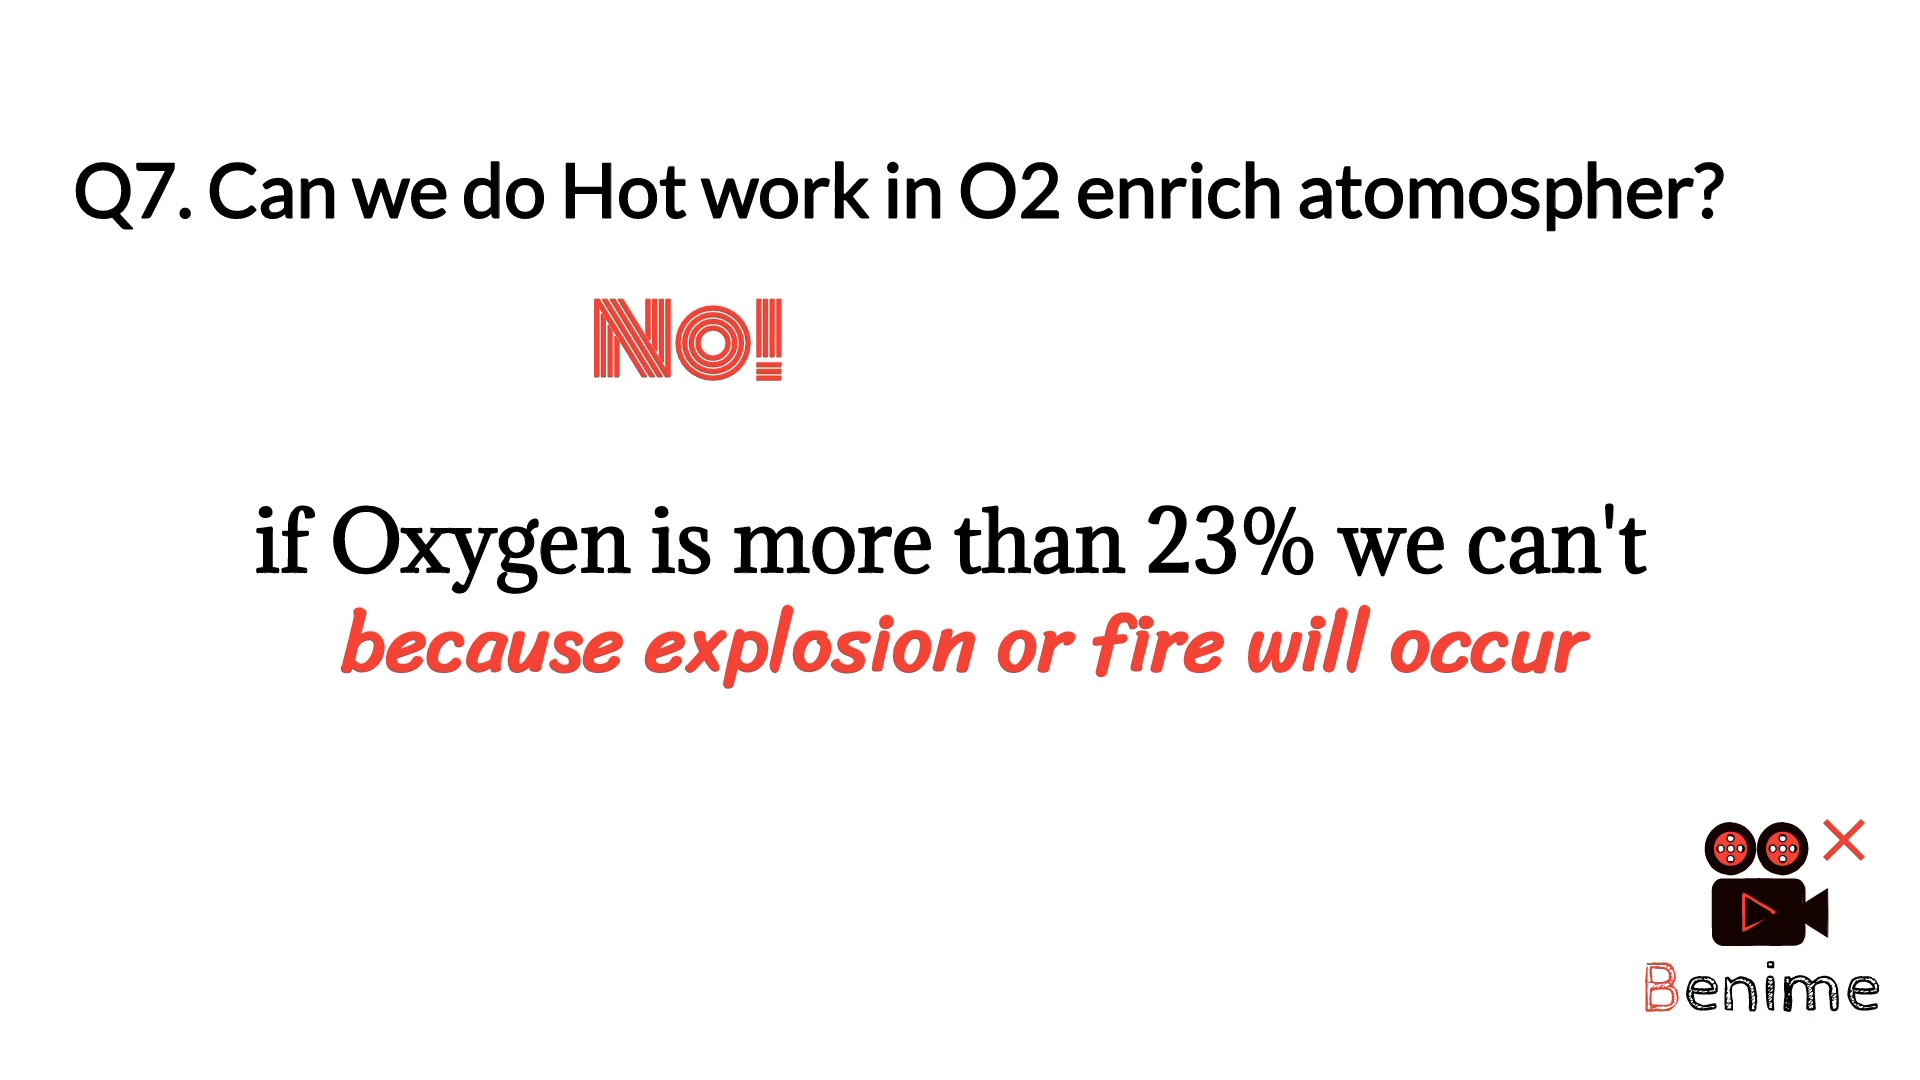 Q7. Can we do Hot work in O2 enrich atomospher?
No!
if Oxygen is more than 23% we can't
because explosion or fire will occur
Benime